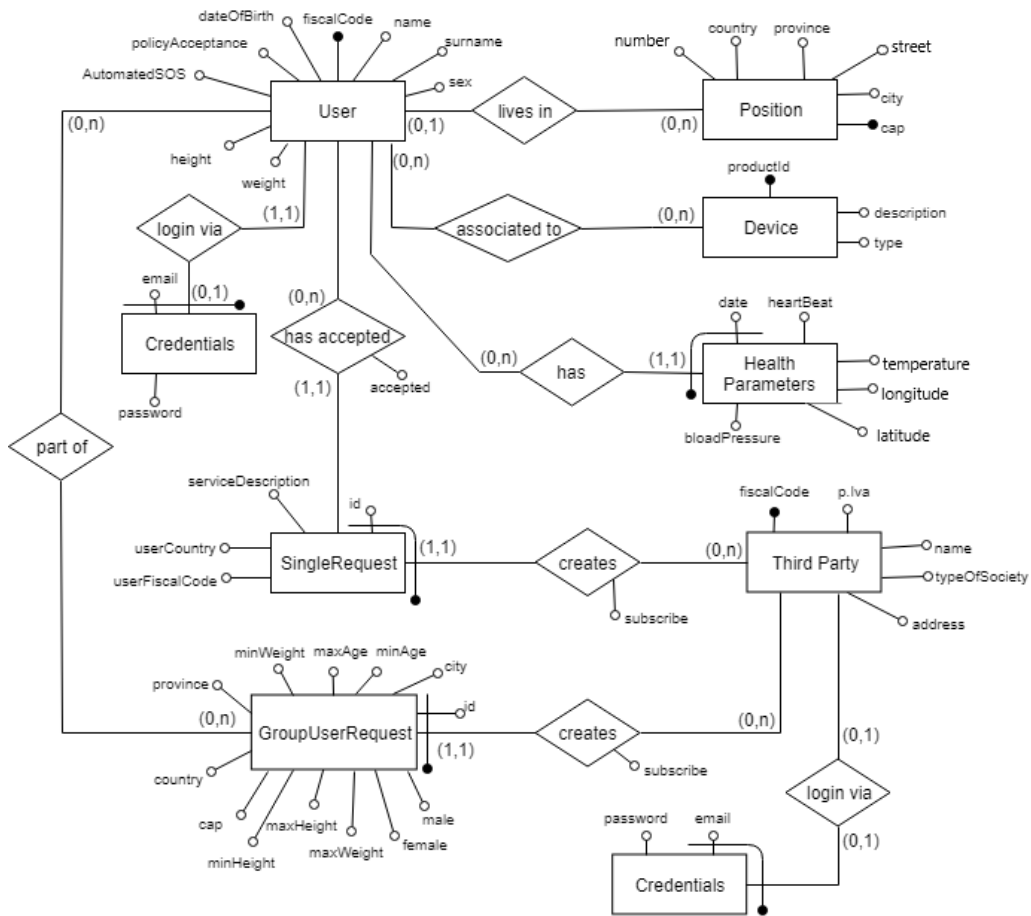 dateOfBirth
fiscalCode
name
policyAcceptance
surname
AutomatedSOS
sex
User
(0,n)
(0,1)
(0,n)
height
weight
lives in
number
country
province
street
Position
city
cap
(0,n)
login via
(1,1)
associated to
(0,n)
productId
Device
description
type
email
(0,1)
Credentials
password
(0,n)
has accepted
(1,1)
accepted
(0,n)
has
(1,1)
date
heartBeat
Health
Parameters
temperature
longitude
latitude
bloadPressure
part of
serviceDescription
id
userCountry
SingleRequest
userFiscalCode
(1,1)
creates
subscribe
(0,n)
fiscalCode
p.Iva
Third Party
name
typeOfSociety
address
minWeight
maxAge
minAge
city
province
id
(0,n)
GroupUserRequest
(1,1)
country
cap
minHeight
maxHeight
maxWeight
female
male
creates
subscribe
(0,n)
(0,1)
login via
(0,1)
password
email
Credentials